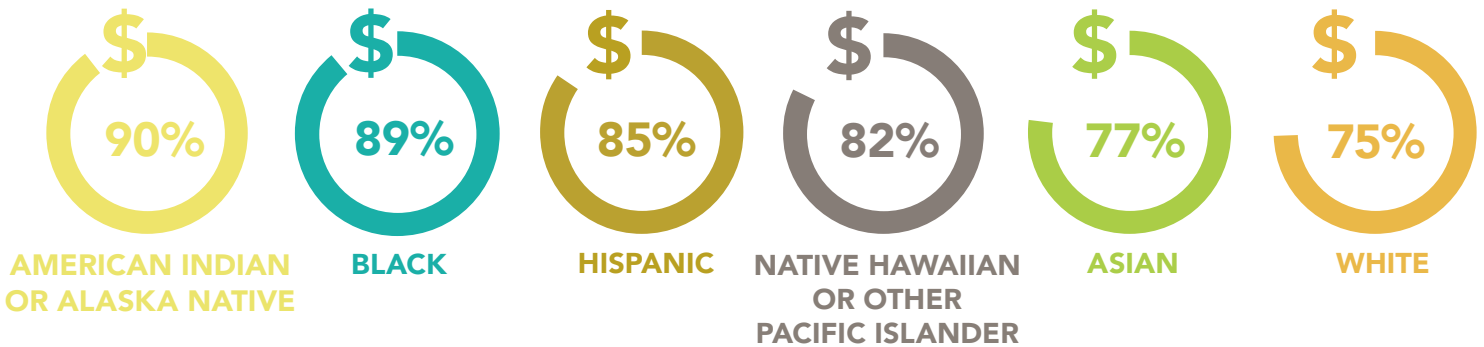 $ $ $ $ $ $
90% 89% 85% 82% 77% 75%
AMERICAN INDIAN
OR ALASKA NATIVE
BLACK
HISPANIC
NATIVE HAWAIIAN
OR OTHER
PACIFIC ISLANDER
ASIAN
WHITE